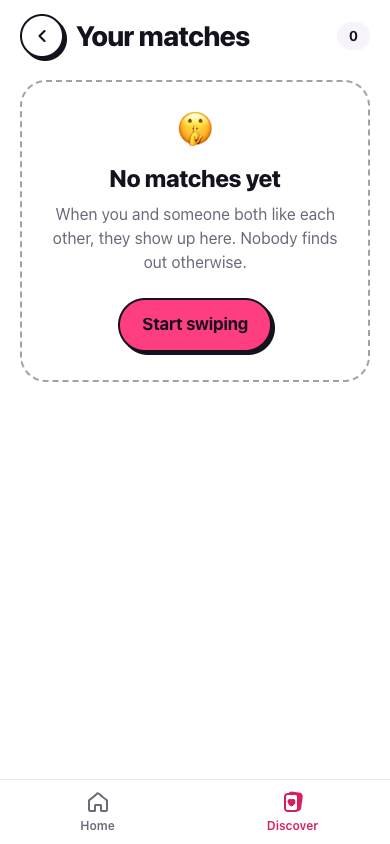 Your matches
0
No matches yet
When you and someone both like each
other, they show up here. Nobody finds
out otherwise.
Start swiping
Home
Discover